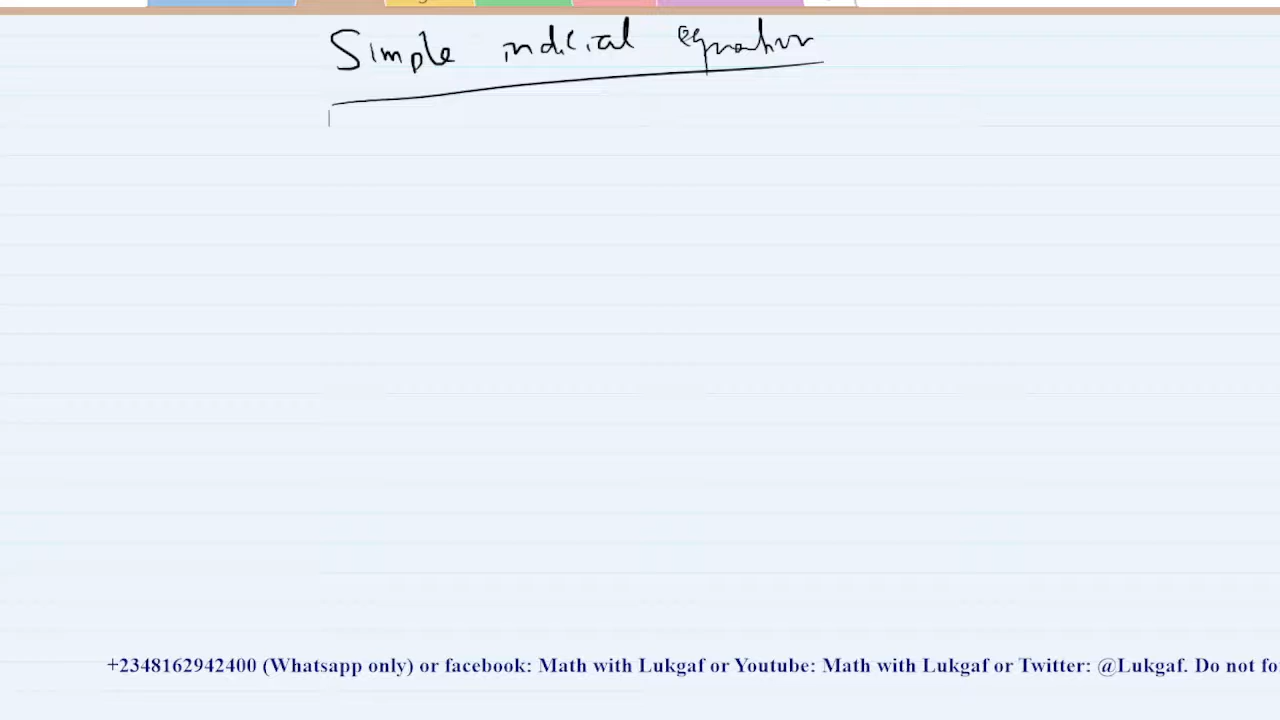 Simple indicial equation
+2348162942400 (Whatsapp only) or facebook: Math with Lukgaf or Youtube: Math with Lukgaf or Twitter: @Lukgaf. Do not fo